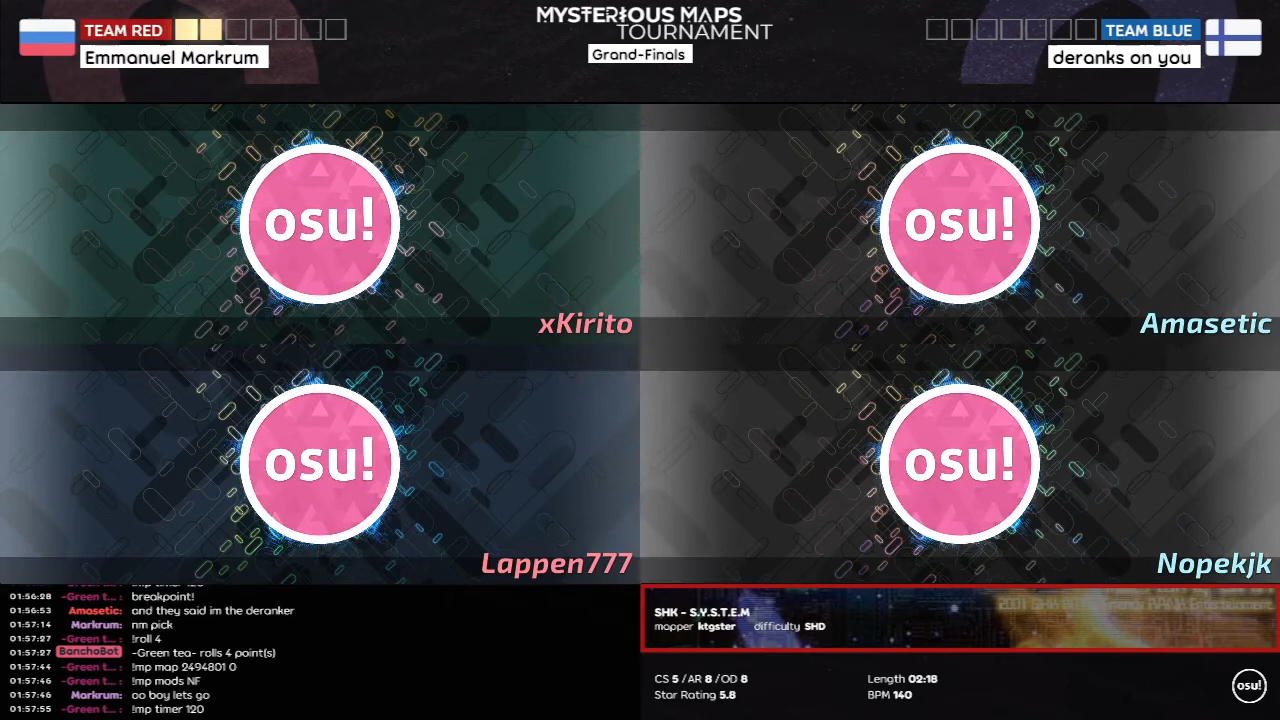 TEAM RED
MYSTERIOUS MAPS
TOURNAMENT
TEAM BLUE
Emmanuel Markrum
Grand-Finals
deranks on you
osu!
osu!
xKirito
Amasetic
osu!
osu!
Lappen777
Nopekjk
01:56:28 -Green t... : breakpoint!
01:56:53 Amasetic: and they said im the deranker
01:57:14 Markrum: nm pick
01:57:27 -Green t... : !roll 4
01:57:27 BanchoBot -Green tea- rolls 4 point(s)
01:57:44 -Green t... : !mp map 2494801 0
01:57:46 -Green t... : !mp mods NF
01:57:46 Markrum: oo boy lets go
01:57:55 -Green t... : !mp timer 120
SHK - S.Y.S.T.E.M
mapper ktgster difficulty SHD
CS 5 / AR 8 / OD 8
Star Rating 5.8
Length 02:18
BPM 140
osu!